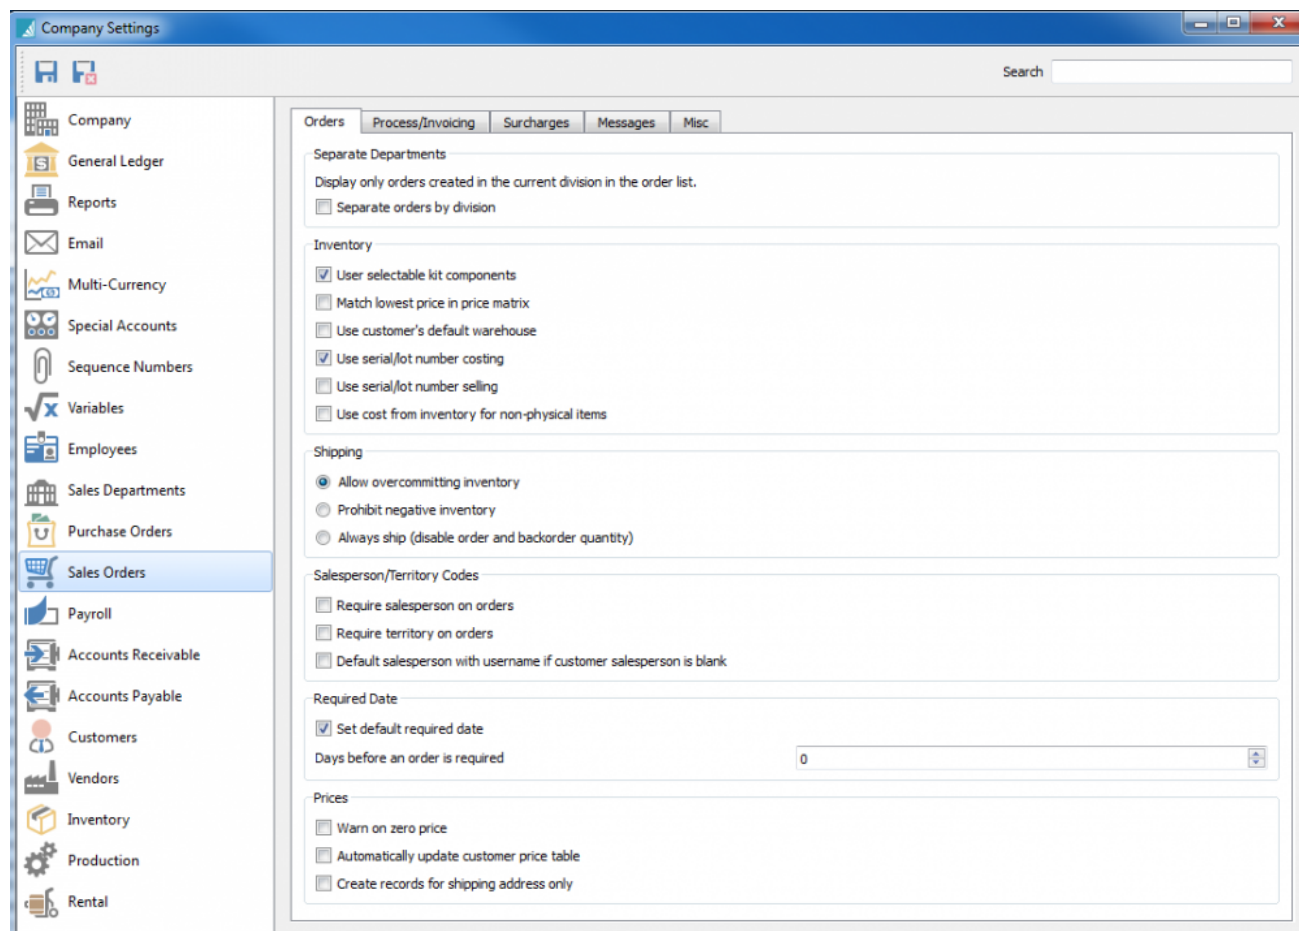 Company Settings
Search
Company
General Ledger
Reports
Email
Multi-Currency
Special Accounts
Sequence Numbers
Variables
Employees
Sales Departments
Purchase Orders
Sales Orders
Payroll
Accounts Receivable
Accounts Payable
Customers
Vendors
Inventory
Production
Rental
Orders Process/Invoicing Surcharges Messages Misc
Separate Departments
Display only orders created in the current division in the order list.
Separate orders by division
Inventory
User selectable kit components
Match lowest price in price matrix
Use customer's default warehouse
Use serial/lot number costing
Use serial/lot number selling
Use cost from inventory for non-physical items
Shipping
Allow overcommitting inventory
Prohibit negative inventory
Always ship (disable order and backorder quantity)
Salesperson/Territory Codes
Require salesperson on orders
Require territory on orders
Default salesperson with username if customer salesperson is blank
Required Date
Set default required date
Days before an order is required 0
Prices
Warn on zero price
Automatically update customer price table
Create records for shipping address only